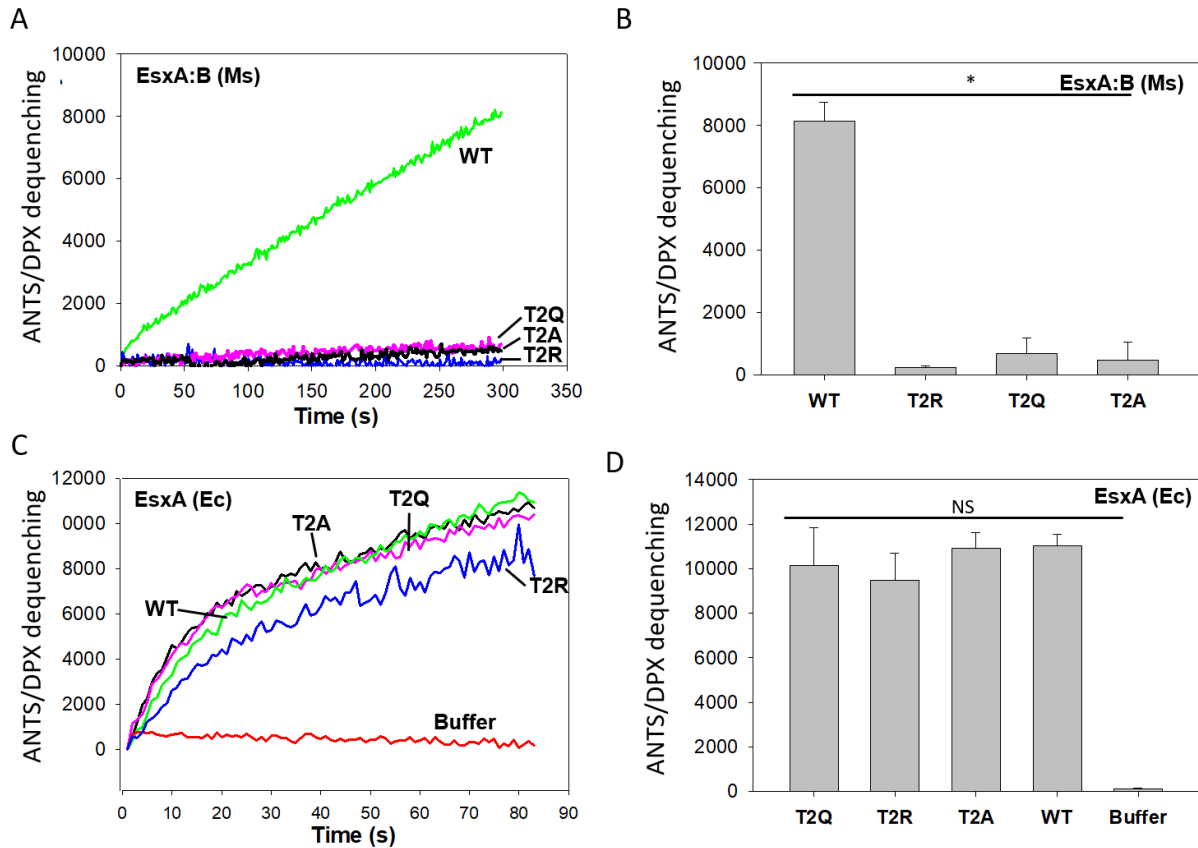 A
ANTS/DPX dequenching
10000
8000
6000
4000
2000
0
EsxA:B (Ms)
WT
T2Q
T2A
T2R
0 50 100 150 200 250 300 350
Time (s)
B
ANTS/DPX dequenching
10000
8000
6000
4000
2000
0
*
EsxA:B (Ms)
WT T2R T2Q T2A
C
ANTS/DPX dequenching
12000
0000
8000
6000
4000
2000
0
EsxA (Ec)
T2Q
T2A
WT
T2R
Buffer
0 10 20 30 40 50 60 70 80 90
Time (s)
D
ANTS/DPX dequenching
14000
12000
10000
8000
6000
4000
2000
0
EsxA (Ec)
NS
T2Q T2R T2A WT Buffer